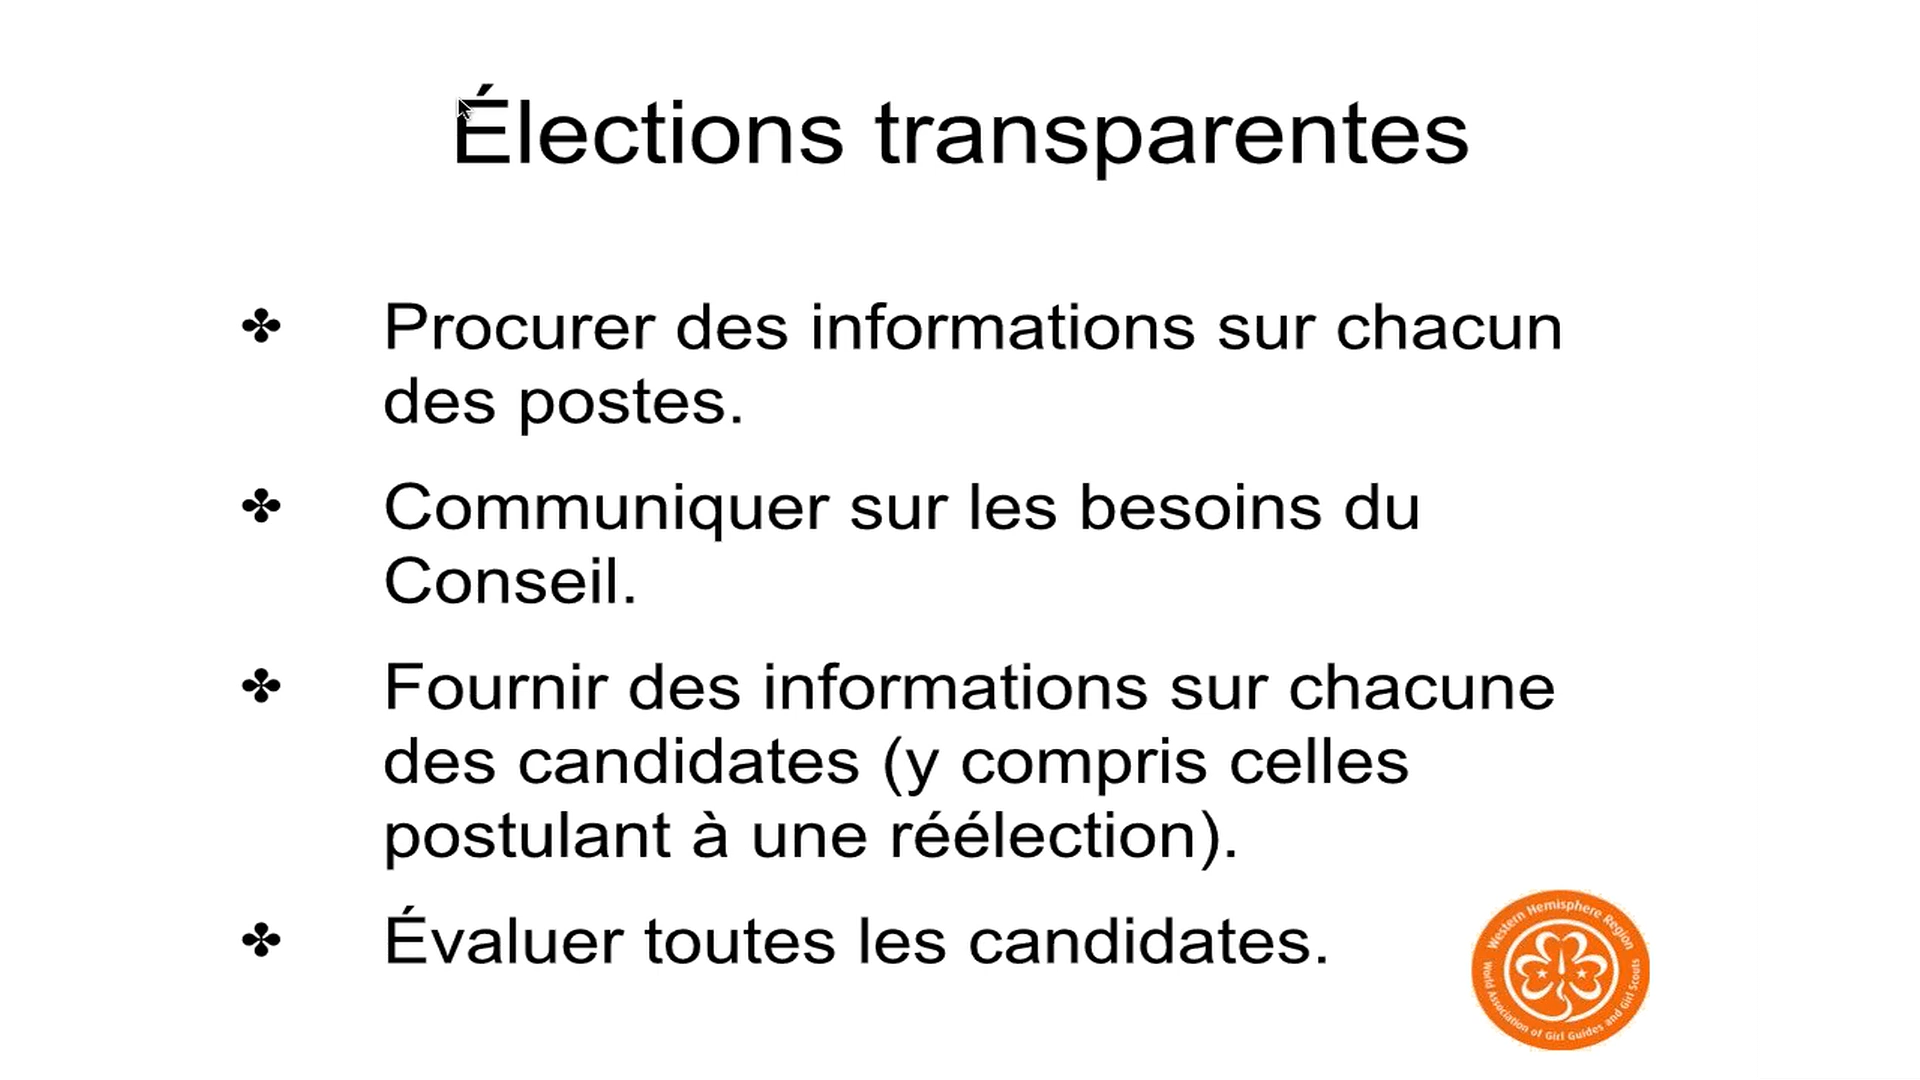 Élections transparentes
✤ Procurer des informations sur chacun
des postes.
✤ Communiquer sur les besoins du
Conseil.
✤ Fournir des informations sur chacune
des candidates (y compris celles
postulant à une réélection).
✤ Évaluer toutes les candidates.
Western Hemisphere Region
World Association of Girl Guides and Girl Scouts